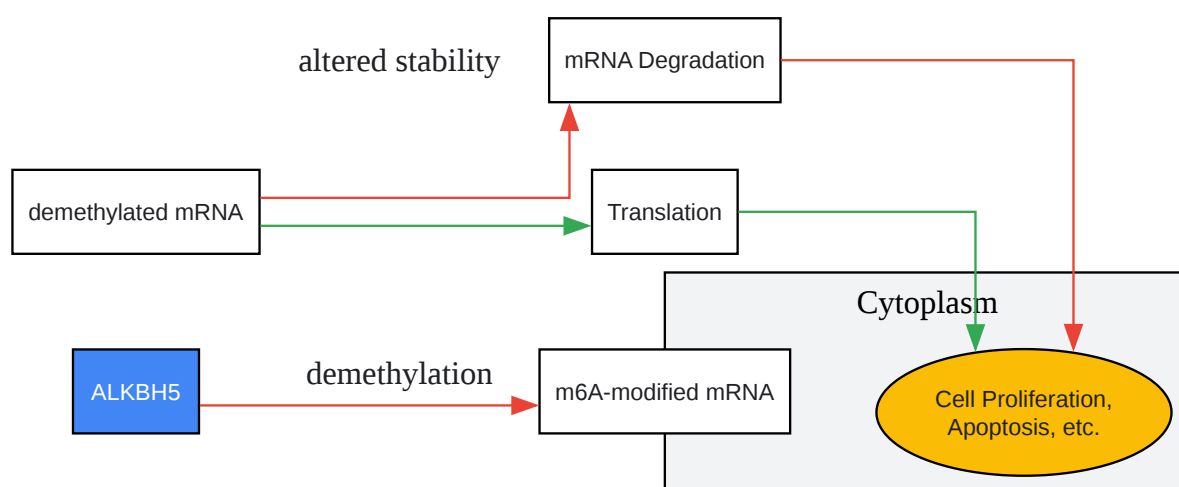 altered stability
mRNA Degradation
demethylated mRNA
Translation
Cytoplasm
ALKBH5
demethylation
m6A-modified mRNA
Cell Proliferation,
Apoptosis, etc.